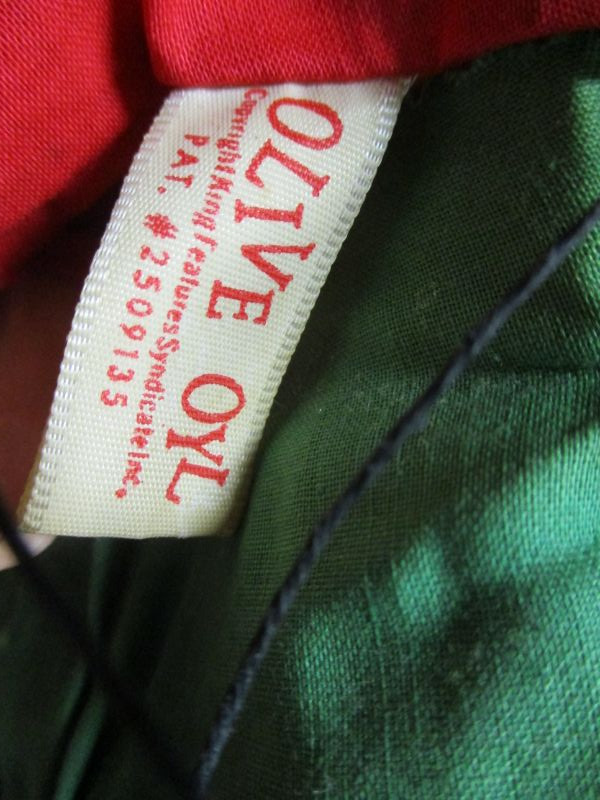 OLIVE OYL
Copyright King Features Syndicate Inc.
PAT. #2509135